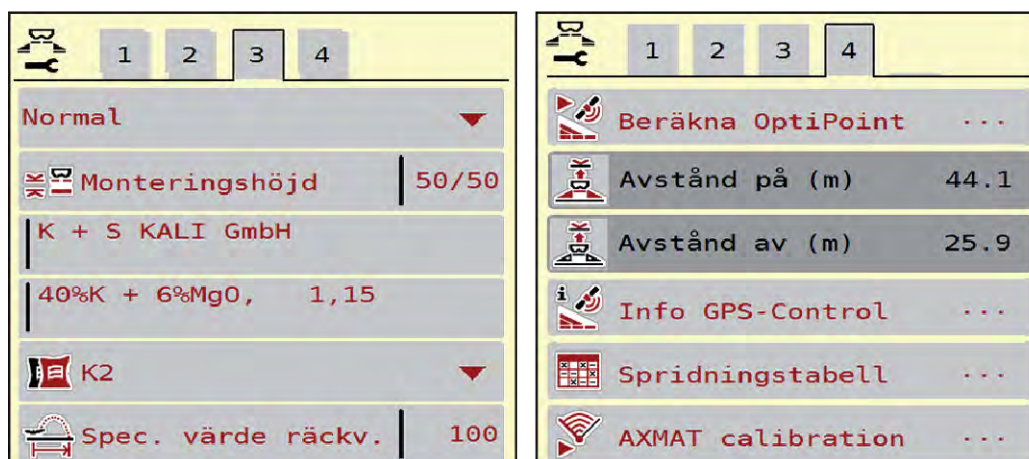 1 2 3 4
Normal
Monteringshöjd 50/50
K + S KALI GmbH
40%K + 6%MgO, 1,15
K2
Spec. värde räckv. 100
1 2 3 4
Beräkna OptiPoint ...
Avstånd på (m) 44.1
Avstånd av (m) 25.9
i
Info GPS-Control ...
Spridningstabell ...
AXMAT calibration ...